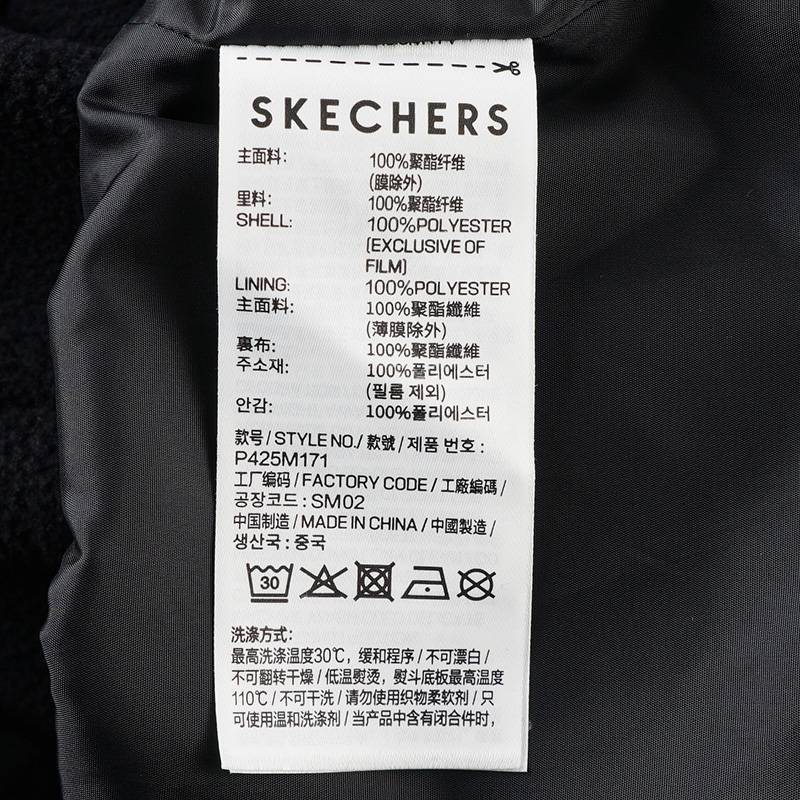 SKECHERS
主面料: 100%聚酯纤维
(膜除外)
里料: 100%聚酯纤维
SHELL: 100%POLYESTER
(EXCLUSIVE OF
FILM)
LINING: 100%POLYESTER
主面料: 100%聚酯纖維
(薄膜除外)
裏布: 100%聚酯纖維
주소재: 100%폴리에스터
(필름 제외)
안감: 100%폴리에스터
款号/STYLE NO./款號/제품 번호:
P425M171
工厂编码/FACTORY CODE/工廠編碼/
공장코드: SM02
中国制造/MADE IN CHINA/中國製造/
생산국: 중국
30
洗涤方式:
最高洗涤温度30℃, 缓和程序/不可漂白/
不可翻转干燥/低温熨烫, 熨斗底板最高温度
110℃/不可干洗/请勿使用织物柔软剂/只
可使用温和洗涤剂/当产品中含有闭合件时,